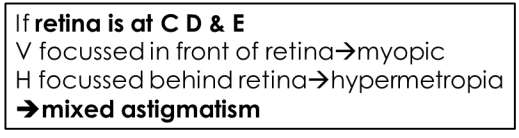 If retina is at C D & E
V focussed in front of retina→myopic
H focussed behind retina→hypermetropia
→mixed astigmatism